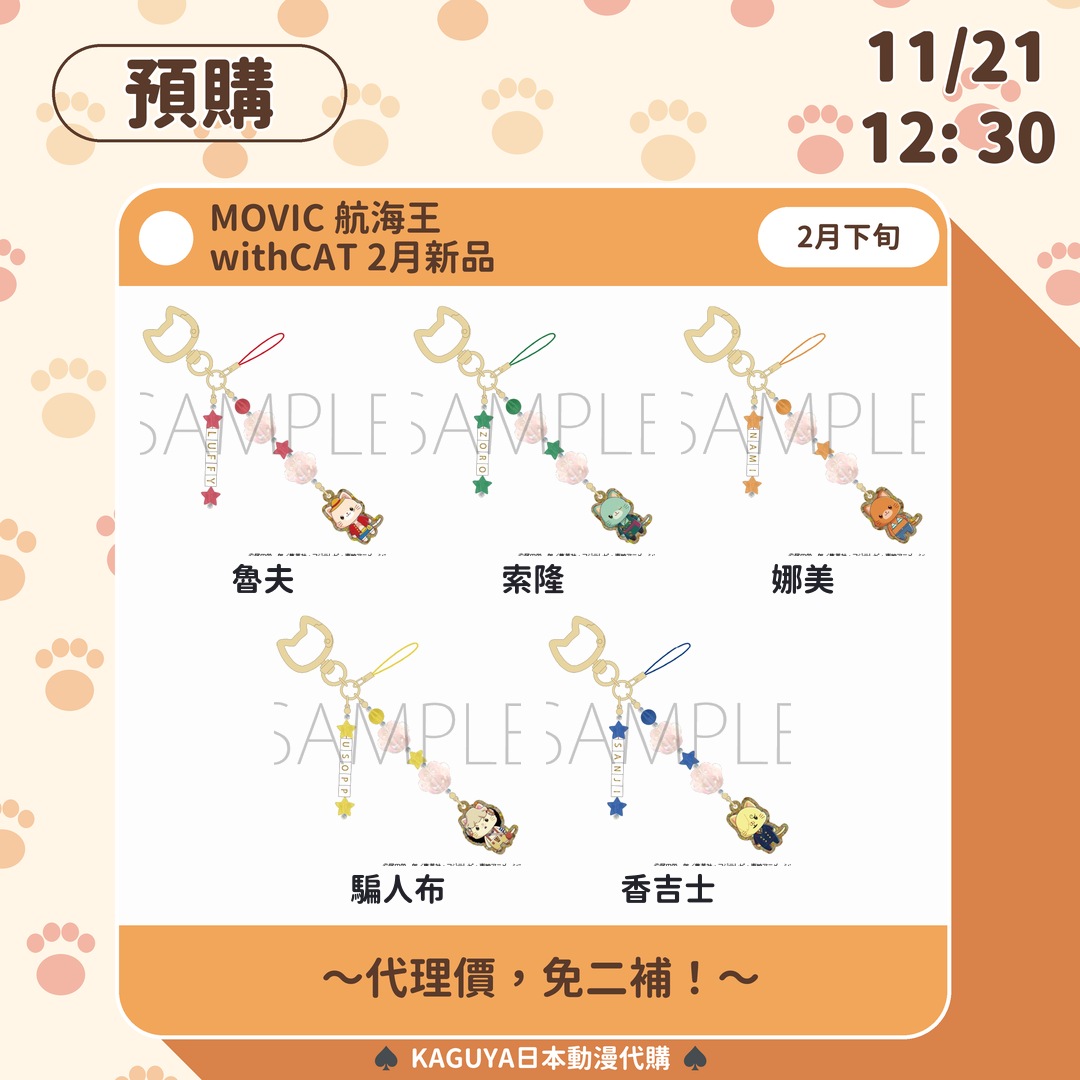 預購
11/21
12: 30
MOVIC 航海王
withCAT 2月新品
2月下旬
SAMPLE
SAMPLE
SAMPLE
LUFFY
ZORO
NAMI
魯夫
索隆
娜美
SAMPLE
SAMPLE
USOPP
SANJI
騙人布
香吉士
～代理價，免二補！～
♠ KAGUYA日本動漫代購 ♠